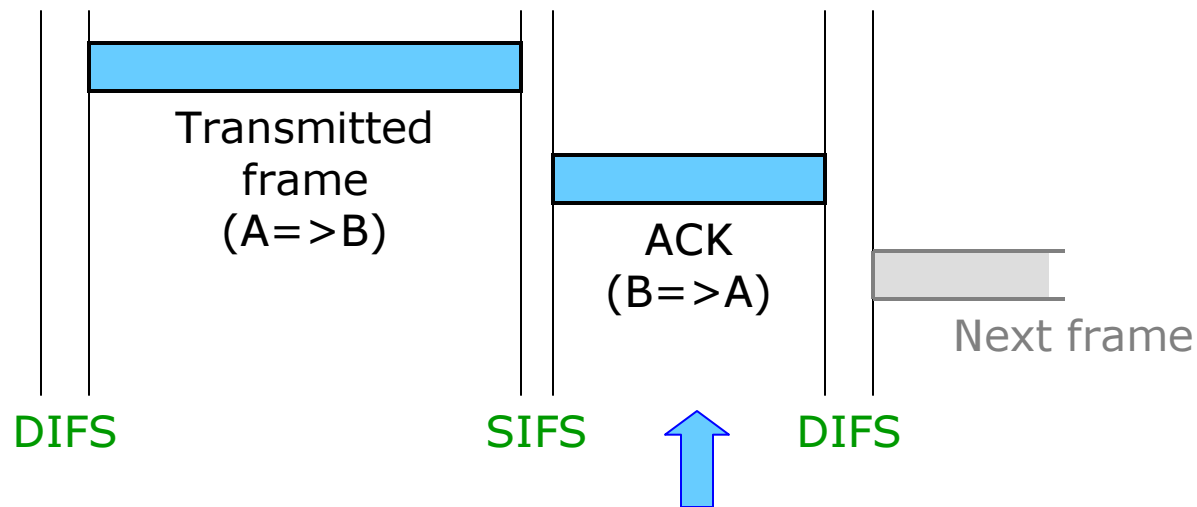 Transmitted
frame
(A=>B)
ACK
(B=>A)
Next frame
DIFS
SIFS
DIFS